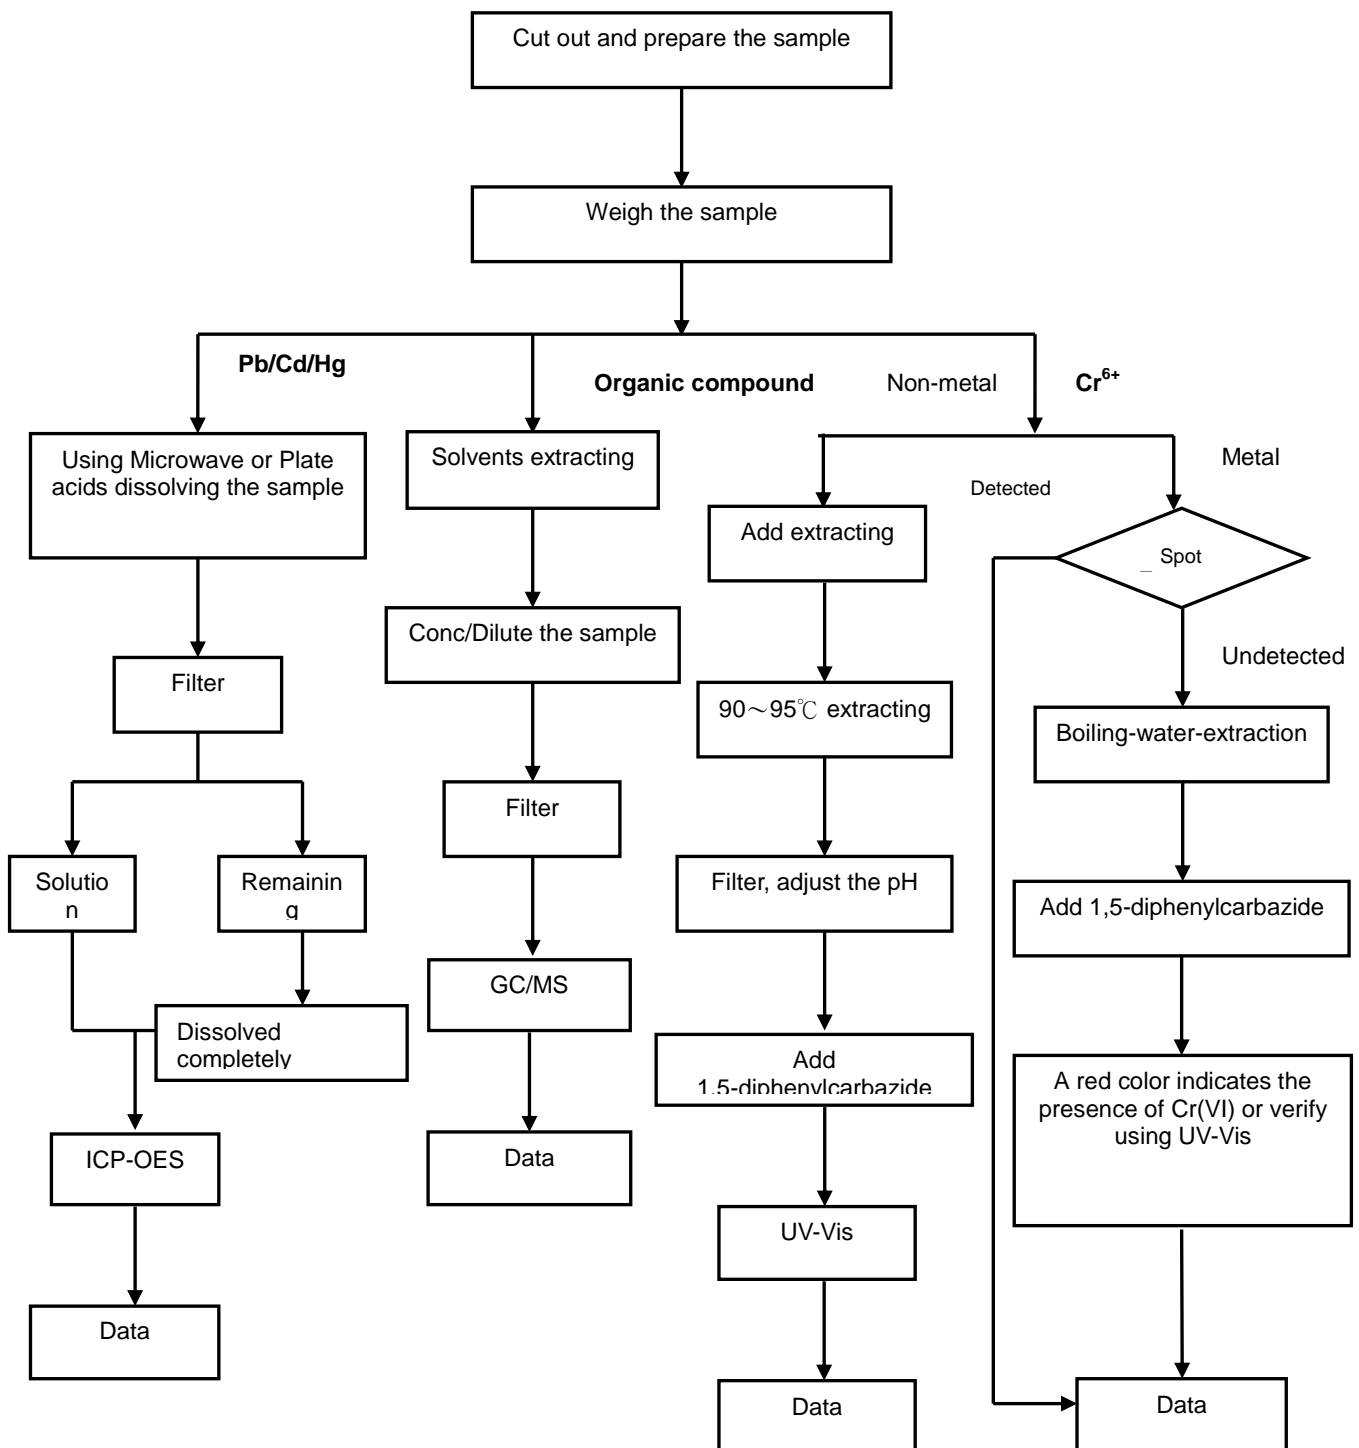 Cut out and prepare the sample
Weigh the sample
Pb/Cd/Hg
Organic compound
Non-metal
Cr6+
Using Microwave or Plate
acids dissolving the sample
Solvents extracting
Metal
Detected
Add extracting
_ Spot
Conc/Dilute the sample
Filter
Undetected
90～95℃ extracting
Boiling-water-extraction
Filter
Solutio
n
Remainin
g
Filter, adjust the pH
Add 1,5-diphenylcarbazide
GC/MS
Dissolved
completely
Add
1,5-diphenylcarbazide
A red color indicates the
presence of Cr(VI) or verify
using UV-Vis
ICP-OES
Data
UV-Vis
Data
Data
Data